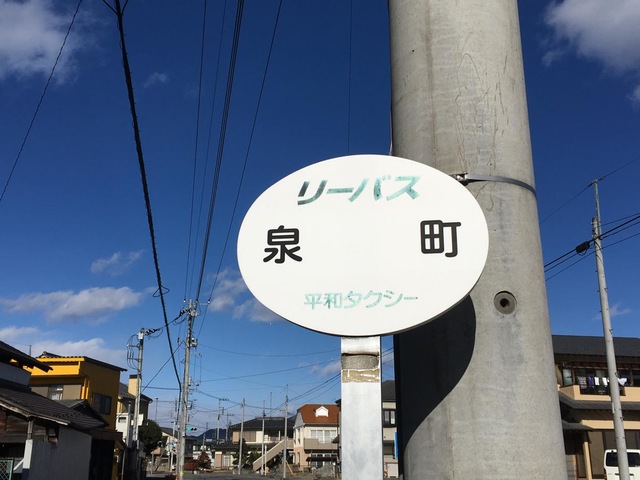 リーバス
泉 町
平和タクシー